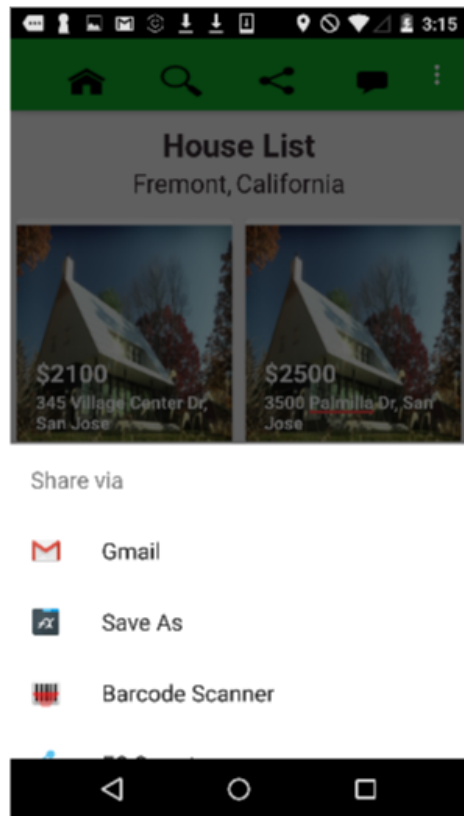 3:15
House List
Fremont, California
$2100
345 Village Center Dr,
San Jose
$2500
3500 Palmilla Dr, San
Jose
Share via
Gmail
Save As
Barcode Scanner